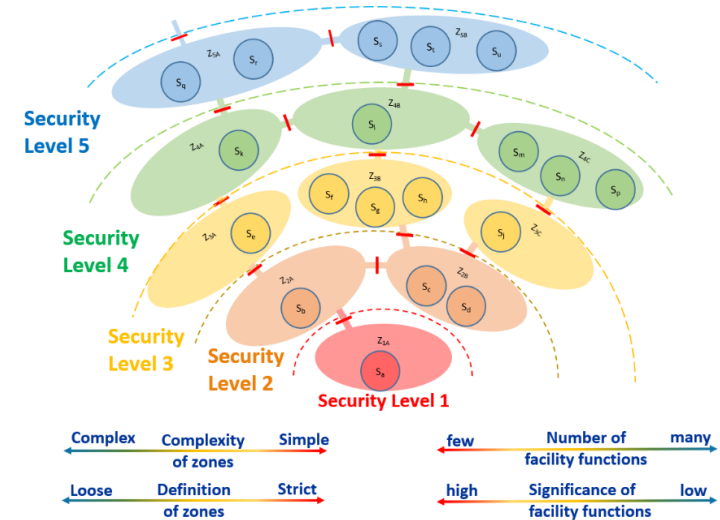 Z5A
Sq
Sr
Z5B
Ss
St
Su
Security
Level 5
Z4A
Sk
Z4B
Sl
Z4C
Sm
Sn
Sp
Security
Level 4
Z3A
Se
Z3B
Sf
Sg
Sh
Z3C
Sj
Security
Level 3
Z2A
Sb
Z2B
Sc
Sd
Security
Level 2
Z1A
Sa
Security Level 1
Complex Complexity Simple
of zones
few Number of many
facility functions
Loose Definition Strict
of zones
high Significance of low
facility functions